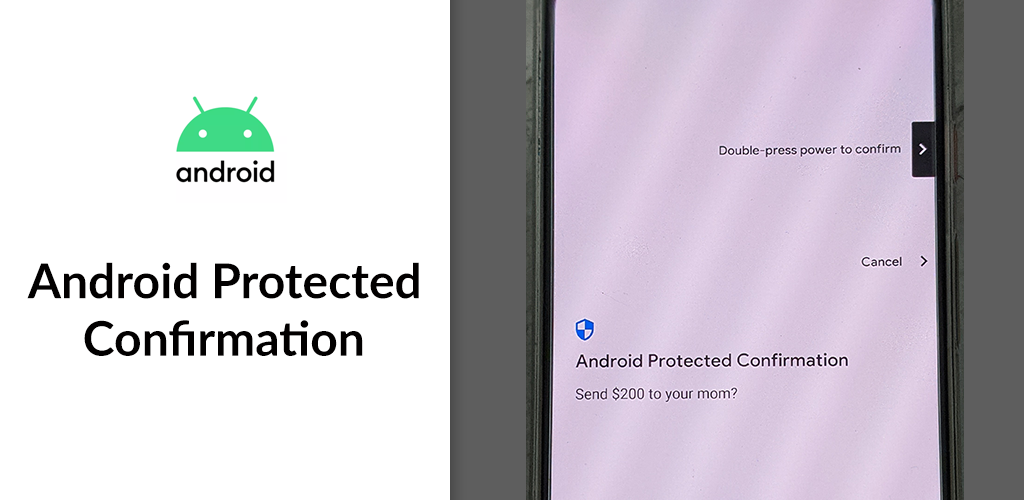 android
Android Protected
Confirmation
Double-press power to confirm
Cancel
Android Protected Confirmation
Send $200 to your mom?